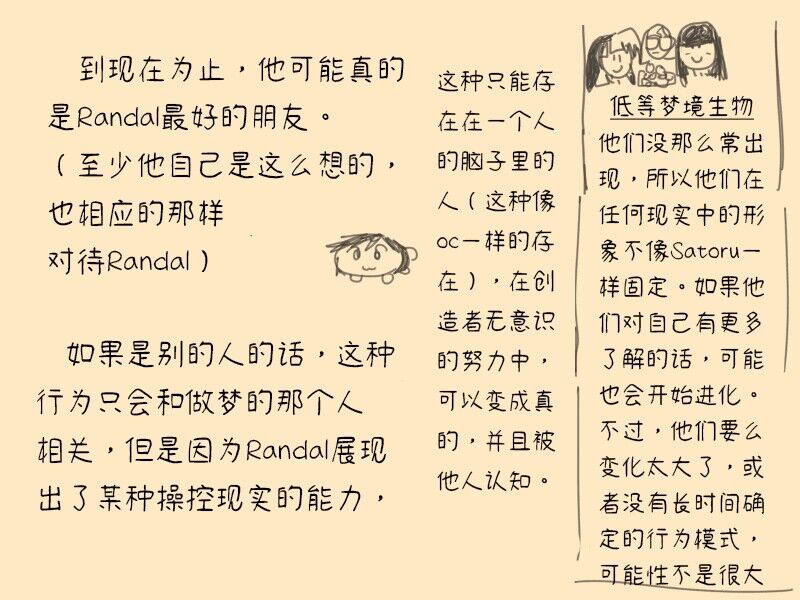 到现在为止，他可能真的
是Randal最好的朋友。
（至少他自己是这么想的，
也相应的那样
对待Randal）
如果是别的人的话，这种
行为只会和做梦的那个人
相关，但是因为Randal展现
出了某种操控现实的能力，
这种只能存
在在一个人
的脑子里的
人（这种像
oc一样的存
在），在创
造者无意识
的努力中，
可以变成真
的，并且被
他人认知。
低等梦境生物
他们没那么常出
现，所以他们在
任何现实中的形
象不像Satoru一
样固定。如果他
们对自己有更多
了解的话，可能
也会开始进化。
不过，他们要么
变化太大了，或
者没有长时间确
定的行为模式，
可能性不是很大